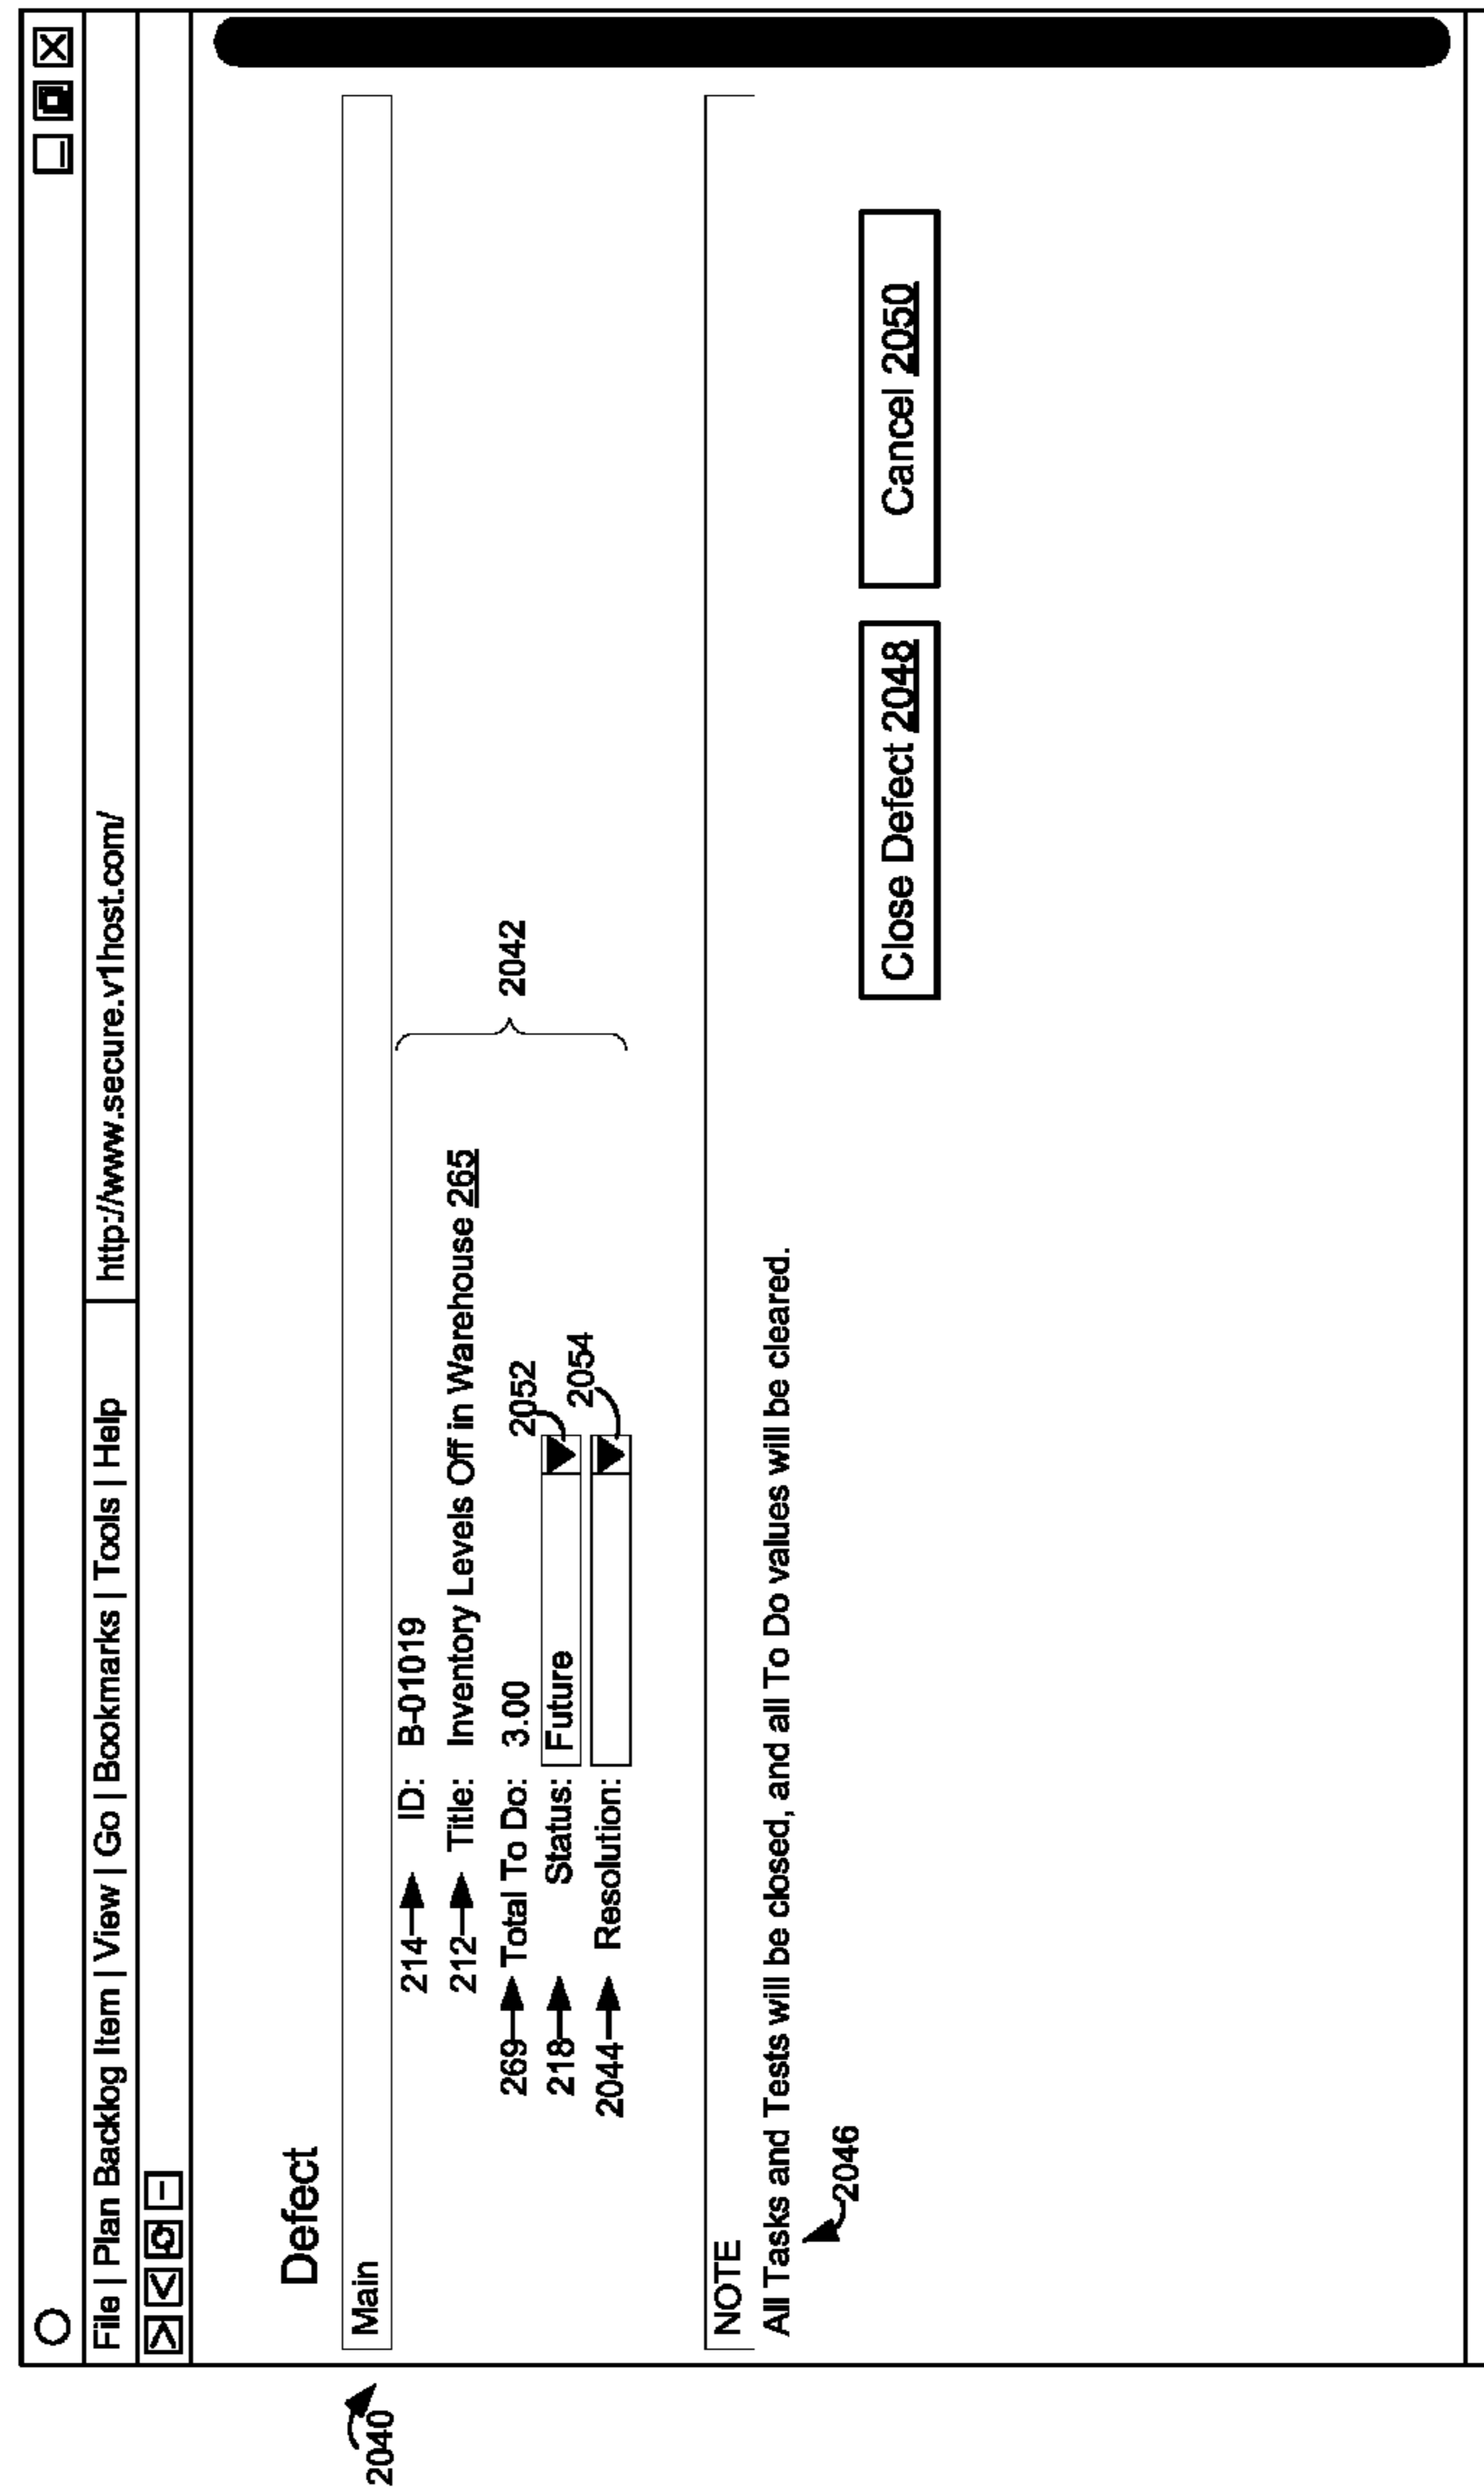 File | Plan Backlog Item | View | Go | Bookmarks | Tools | Help
http://www.secure.v1host.com/
2040
Defect
Main
214 ID: B-01019
212 Title: Inventory Levels Off in Warehouse 265
269 Total To Do: 3.00
218 Status: Future
2052
2044 Resolution:
2054
2042
NOTE
All Tasks and Tests will be closed, and all To Do values will be cleared.
2046
Close Defect 2048
Cancel 2050